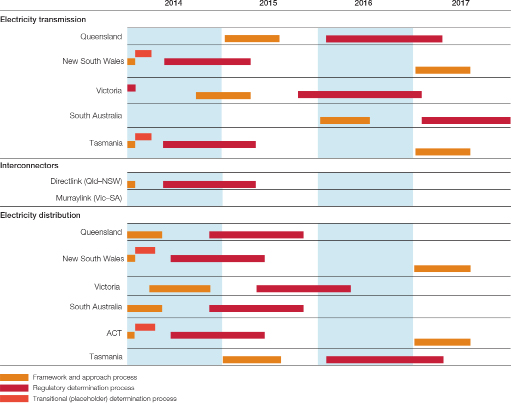 2014 2015 2016 2017
Electricity transmission
Queensland
New South Wales
Victoria
South Australia
Tasmania
Interconnectors
Directlink (Qld–NSW)
Murraylink (Vic–SA)
Electricity distribution
Queensland
New South Wales
Victoria
South Australia
ACT
Tasmania
Framework and approach process
Regulatory determination process
Transitional (placeholder) determination process